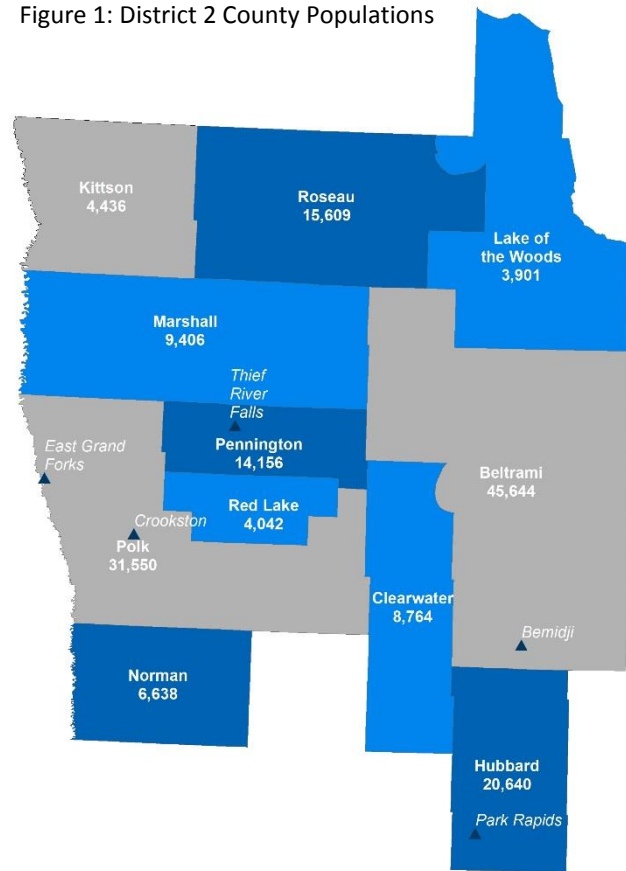 Figure 1: District 2 County Populations
Kittson
4,436
Roseau
15,609
Lake of
the Woods
3,901
Marshall
9,406
Thief
River
Falls
East Grand
Forks
Pennington
14,156
Beltrami
45,644
Red Lake
4,042
Crookston
Polk
31,550
Clearwater
8,764
Bemidji
Norman
6,638
Hubbard
20,640
Park Rapids